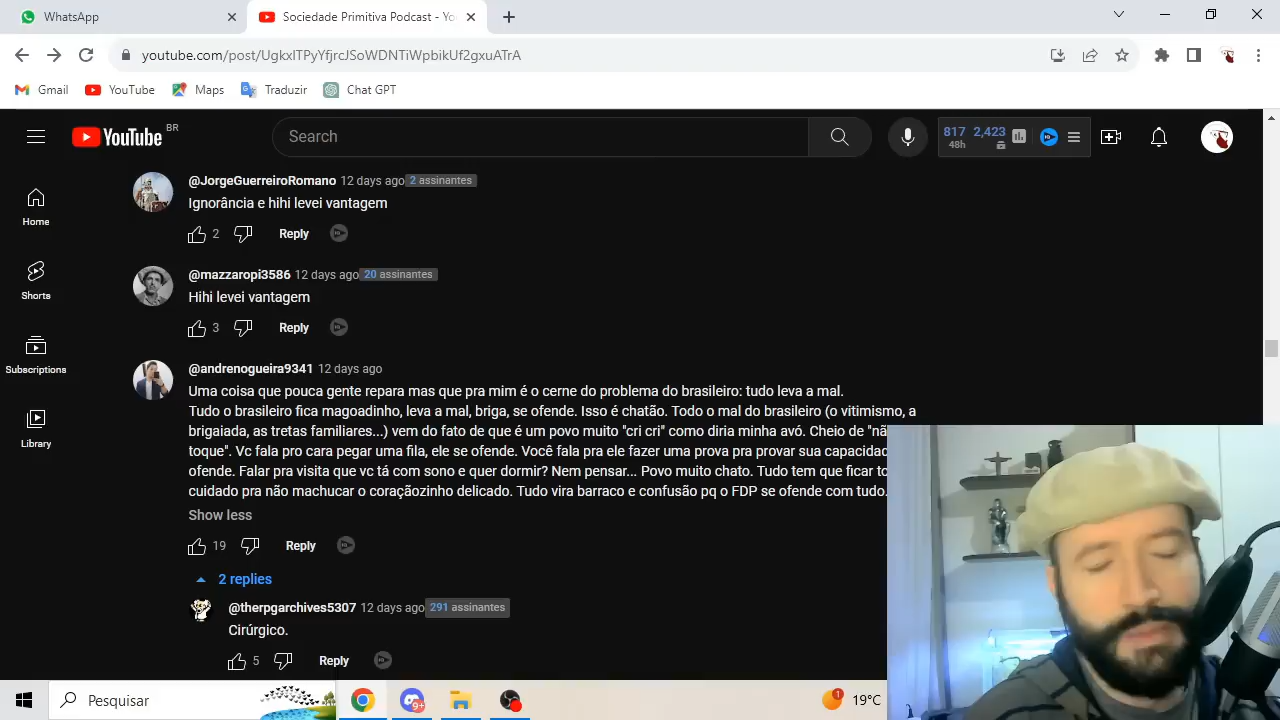 WhatsApp
Sociedade Primitiva Podcast - Yo
youtube.com/post/UgkxITPyYfjrcJSoWDNTiWpbikUf2gxuATrA
Gmail YouTube Maps Traduzir Chat GPT
YouTube BR
Search
817 2,423
48h
@JorgeGuerreiroRomano 12 days ago 2 assinantes
Ignorância e hihi levei vantagem
2 Reply
Home
@mazzaropi3586 12 days ago 20 assinantes
Hihi levei vantagem
Shorts
3 Reply
@andrenogueira9341 12 days ago
Subscriptions
Uma coisa que pouca gente repara mas que pra mim é o cerne do problema do brasileiro: tudo leva a mal.
Tudo o brasileiro fica magoadinho, leva a mal, briga, se ofende. Isso é chatão. Todo o mal do brasileiro (o vitimismo, a
brigaiada, as tretas familiares...) vem do fato de que é um povo muito "cri cri" como diria minha avó. Cheio de "nã
Library
toque". Vc fala pro cara pegar uma fila, ele se ofende. Você fala pra ele fazer uma prova pra provar sua capacidad
ofende. Falar pra visita que vc tá com sono e quer dormir? Nem pensar... Povo muito chato. Tudo tem que ficar to
cuidado pra não machucar o coraçãozinho delicado. Tudo vira barraco e confusão pq o FDP se ofende com tudo.
Show less
19 Reply
2 replies
@therpgarchives5307 12 days ago 291 assinantes
Cirúrgico.
5 Reply
Pesquisar
9+
1
19°C